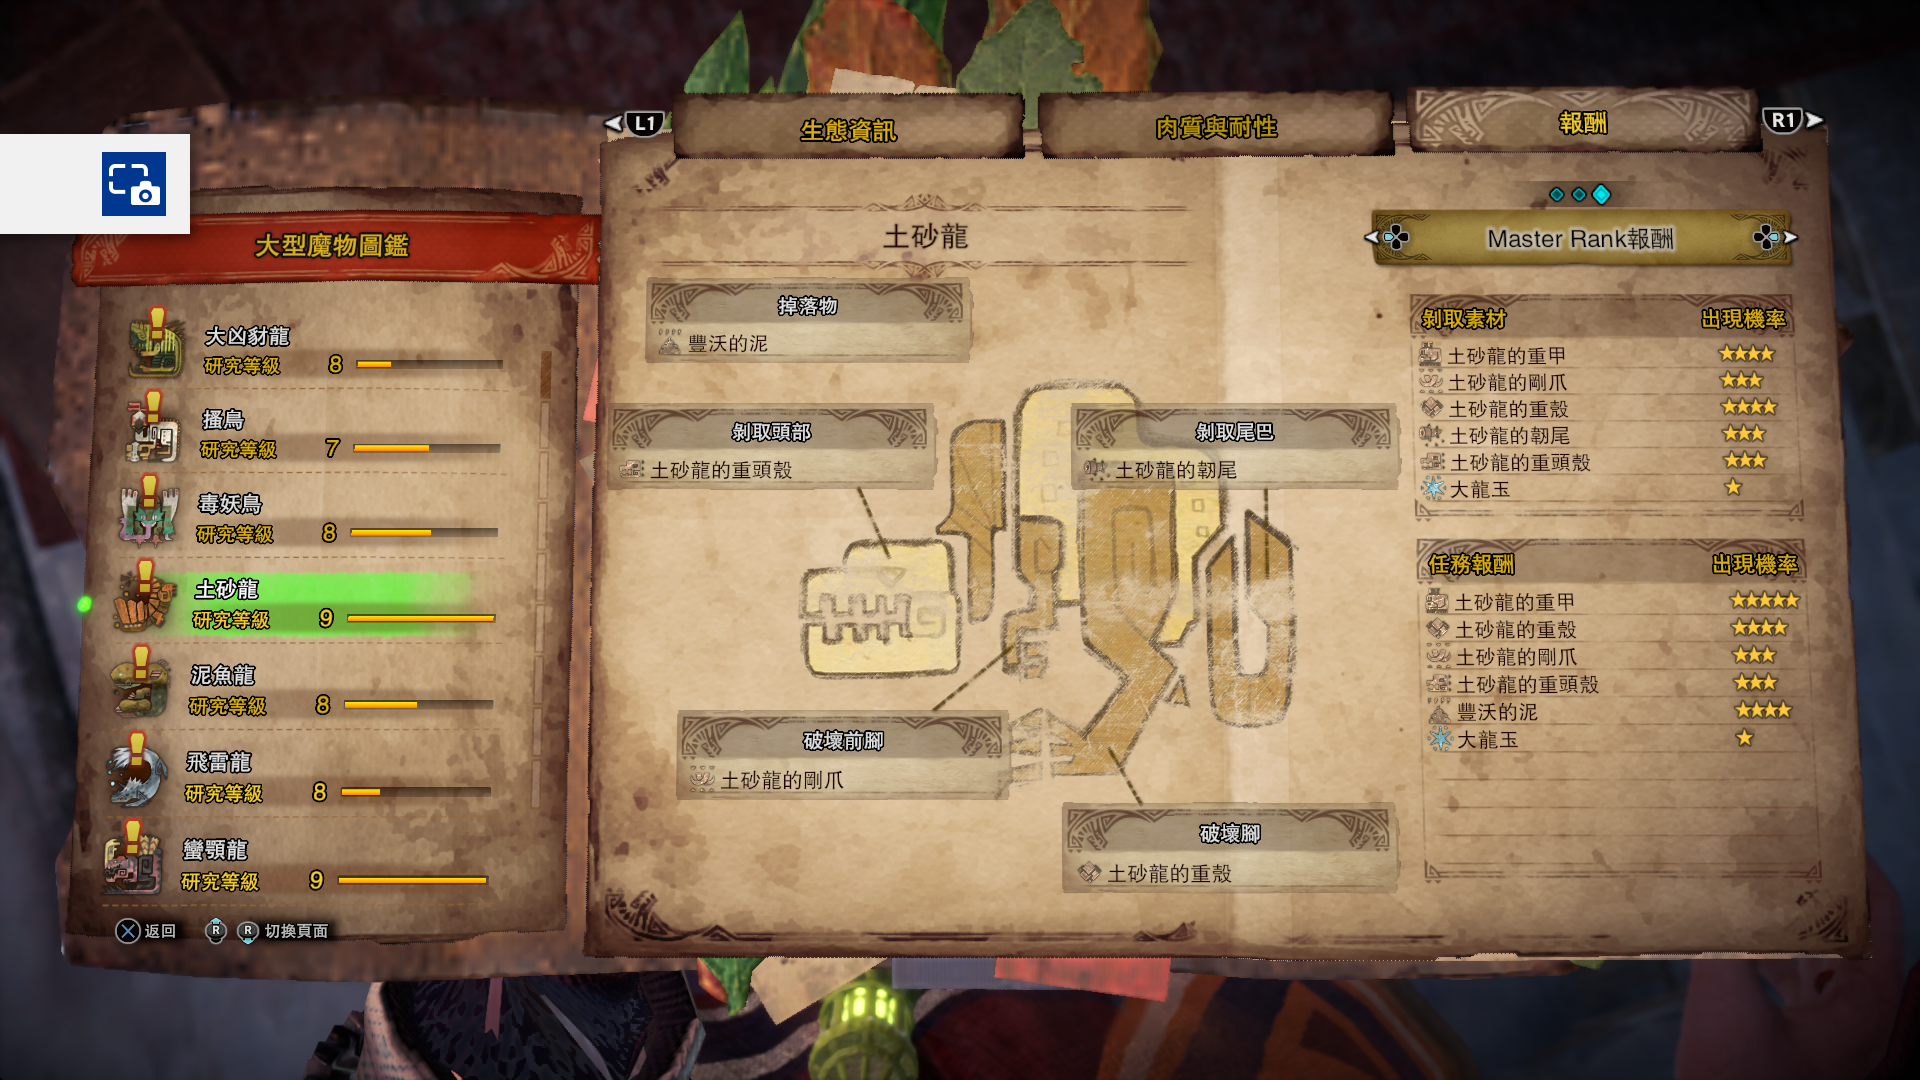 L1
生態資訊
肉質與耐性
報酬
R1
大型魔物圖鑑
大凶豺龍
研究等級 8
搔鳥
研究等級 7
毒妖鳥
研究等級 8
土砂龍
研究等級 9
泥魚龍
研究等級 8
飛雷龍
研究等級 8
蠻顎龍
研究等級 9
返回
R
R
切換頁面
土砂龍
掉落物
豐沃的泥
剝取頭部
土砂龍的重頭殼
剝取尾巴
土砂龍的韌尾
破壞前腳
土砂龍的剛爪
破壞腳
土砂龍的重殼
Master Rank報酬
剝取素材 出現機率
土砂龍的重甲 ★★★★
土砂龍的剛爪 ★★★
土砂龍的重殼 ★★★★
土砂龍的韌尾 ★★★
土砂龍的重頭殼 ★★★
大龍玉 ★
任務報酬 出現機率
土砂龍的重甲 ★★★★★
土砂龍的重殼 ★★★★
土砂龍的剛爪 ★★★
土砂龍的重頭殼 ★★★
豐沃的泥 ★★★★
大龍玉 ★